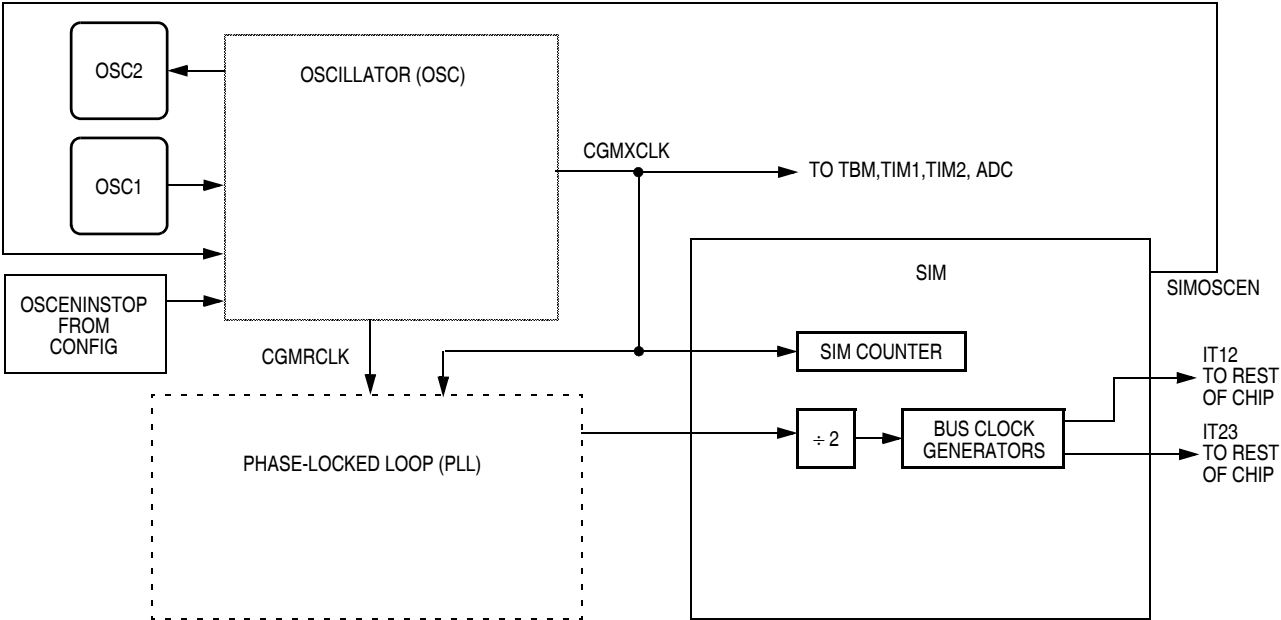 OSC2
OSCILLATOR (OSC)
CGMXCLK
TO TBM,TIM1,TIM2, ADC
OSC1
SIM
SIMOSCEN
OSCENINSTOP
FROM
CONFIG
CGMRCLK
SIM COUNTER
IT12
TO REST
OF CHIP
÷ 2
BUS CLOCK
GENERATORS
IT23
TO REST
OF CHIP
PHASE-LOCKED LOOP (PLL)